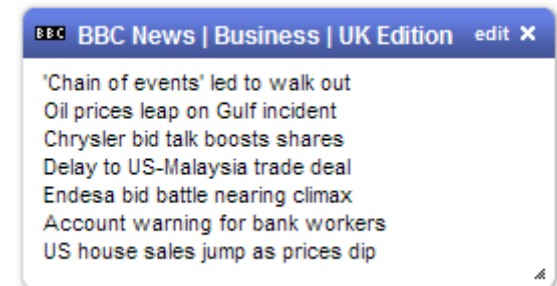 BBC BBC News | Business | UK Edition edit ×
'Chain of events' led to walk out
Oil prices leap on Gulf incident
Chrysler bid talk boosts shares
Delay to US-Malaysia trade deal
Endesa bid battle nearing climax
Account warning for bank workers
US house sales jump as prices dip